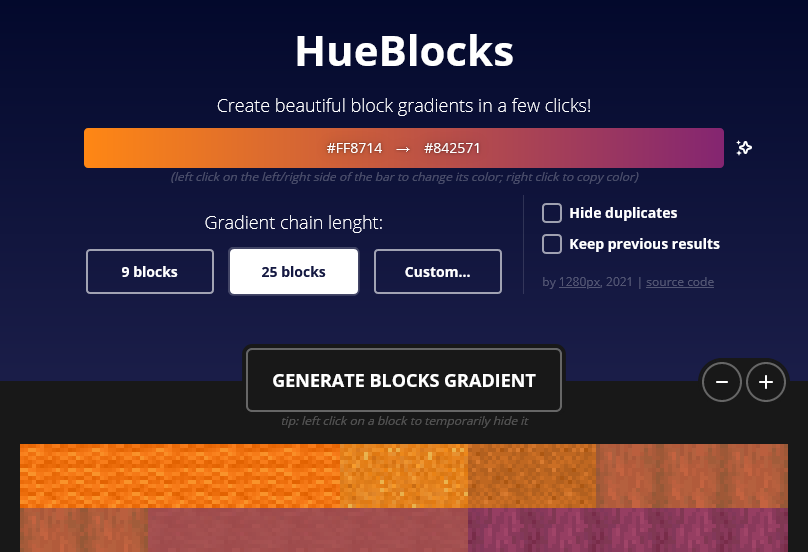 HueBlocks
Create beautiful block gradients in a few clicks!
#FF8714 → #842571
(left click on the left/right side of the bar to change its color; right click to copy color)
Gradient chain lenght:
9 blocks
25 blocks
Custom...
Hide duplicates
Keep previous results
by 1280px, 2021 | source code
GENERATE BLOCKS GRADIENT
− +
tip: left click on a block to temporarily hide it